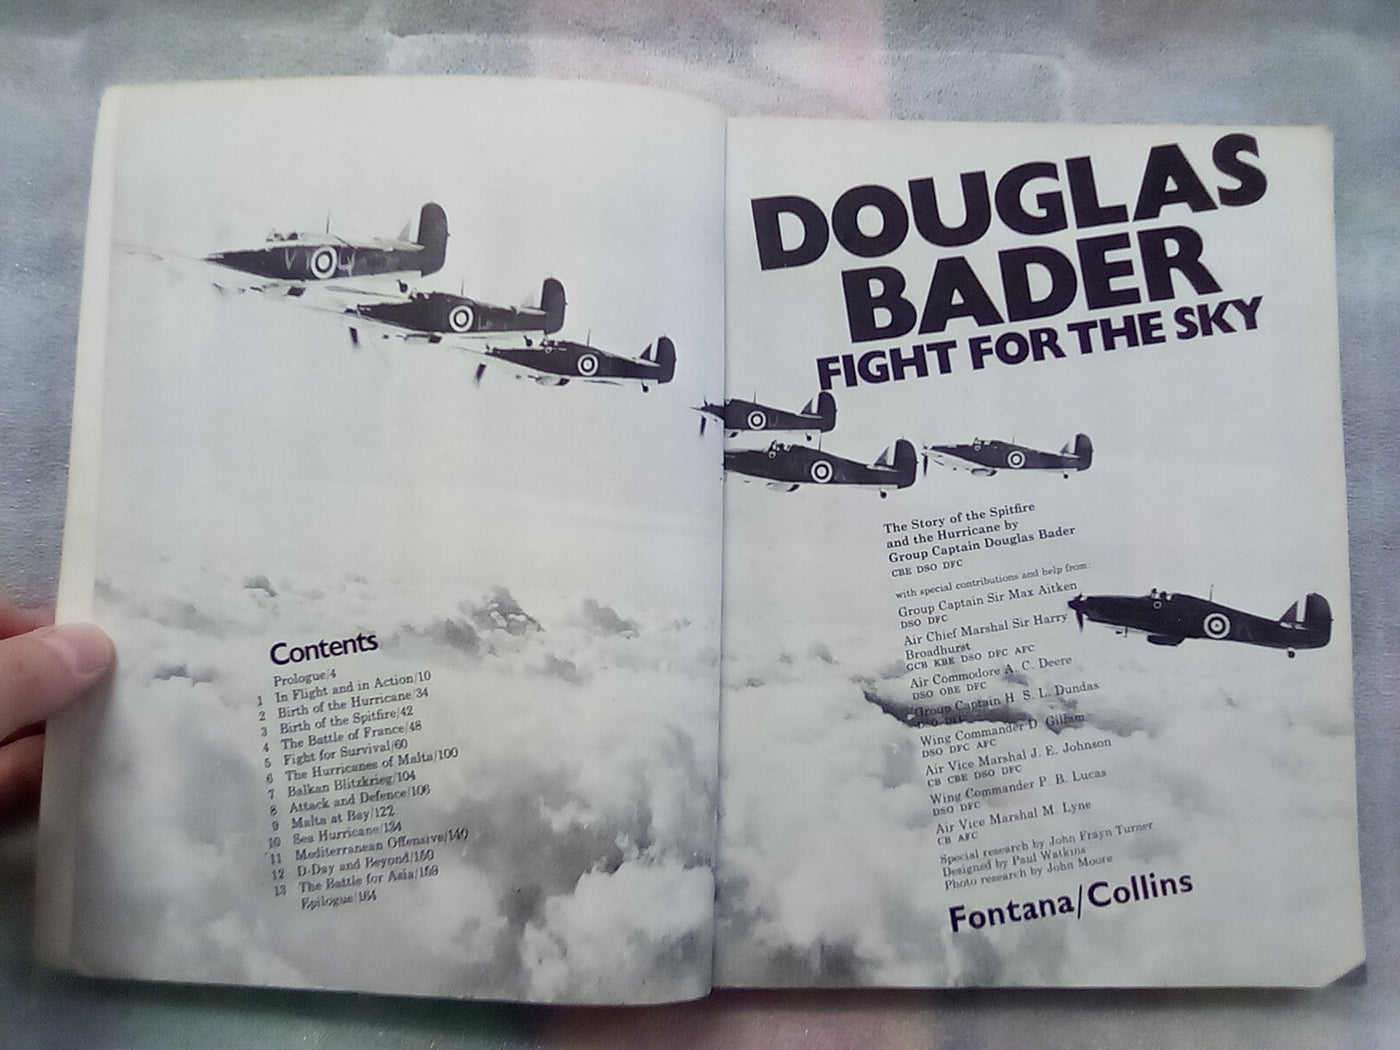 Contents
Prologue/4
1 In Flight and in Action/10
2 Birth of the Hurricane/34
3 Birth of the Spitfire/42
4 The Battle of France/48
5 Fight for Survival/60
6 The Hurricanes of Malta/100
7 Balkan Blitzkrieg/104
8 Attack and Defence/106
9 Malta at Bay/122
10 Sea Hurricane/134
11 Mediterranean Offensive/140
12 D-Day and Beyond/150
13 The Battle for Asia/158
Epilogue/164
DOUGLAS
BADER
FIGHT FOR THE SKY
The Story of the Spitfire
and the Hurricane by
Group Captain Douglas Bader
CBE DSO DFC
with special contributions and help from:
Group Captain Sir Max Aitken
DSO DFC
Air Chief Marshal Sir Harry
Broadhurst
GCB KBE DSO DFC AFC
Air Commodore A. C. Deere
DSO OBE DFC
Group Captain H. S. L. Dundas
DSO DFC
Wing Commander D. Gillam
DSO DFC AFC
Air Vice Marshal J. E. Johnson
CB CBE DSO DFC
Wing Commander P. B. Lucas
DSO DFC
Air Vice Marshal M. Lyne
CB AFC
Special research by John Frayn Turner
Designed by Paul Watkins
Photo research by John Moore
Fontana/Collins